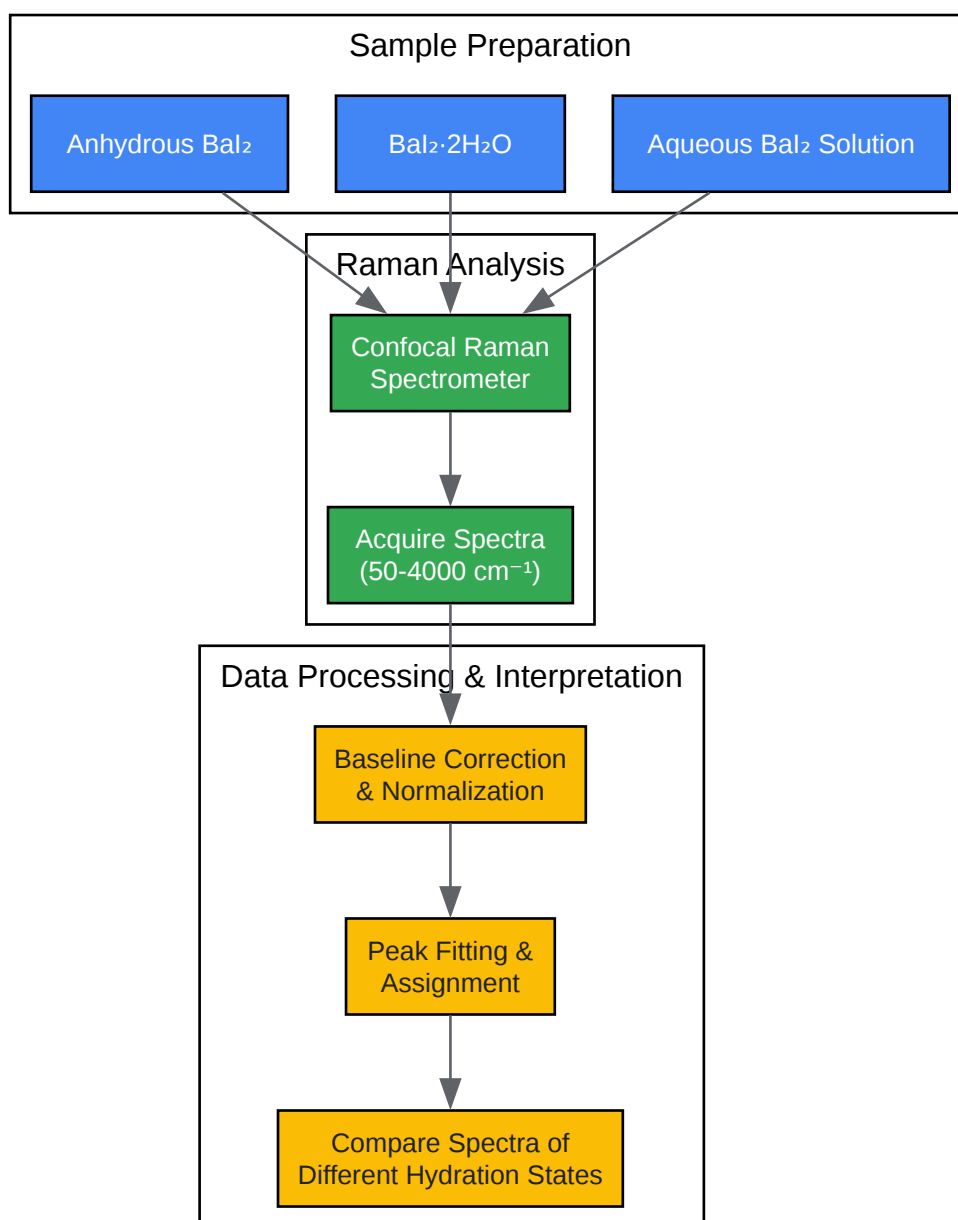 Sample Preparation
Anhydrous BaI₂
BaI₂·2H₂O
Aqueous BaI₂ Solution
Raman Analysis
Confocal Raman
Spectrometer
Acquire Spectra
(50-4000 cm⁻¹)
Data Processing & Interpretation
Baseline Correction
& Normalization
Peak Fitting &
Assignment
Compare Spectra of
Different Hydration States